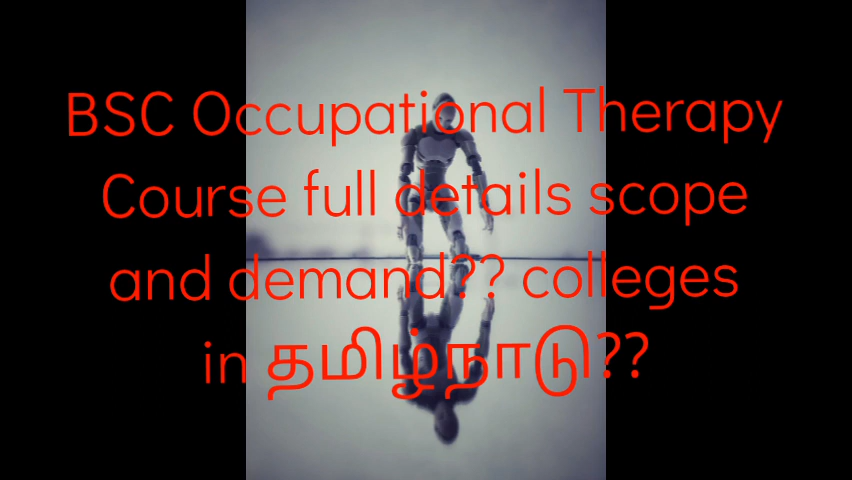 BSC Occupational Therapy
Course full details scope
and demand?? colleges
in தமிழ்நாடு??